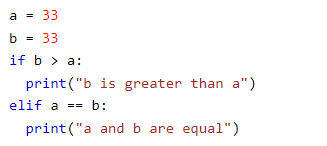 a = 33
b = 33
if b > a:
  print("b is greater than a")
elif a == b:
  print("a and b are equal")